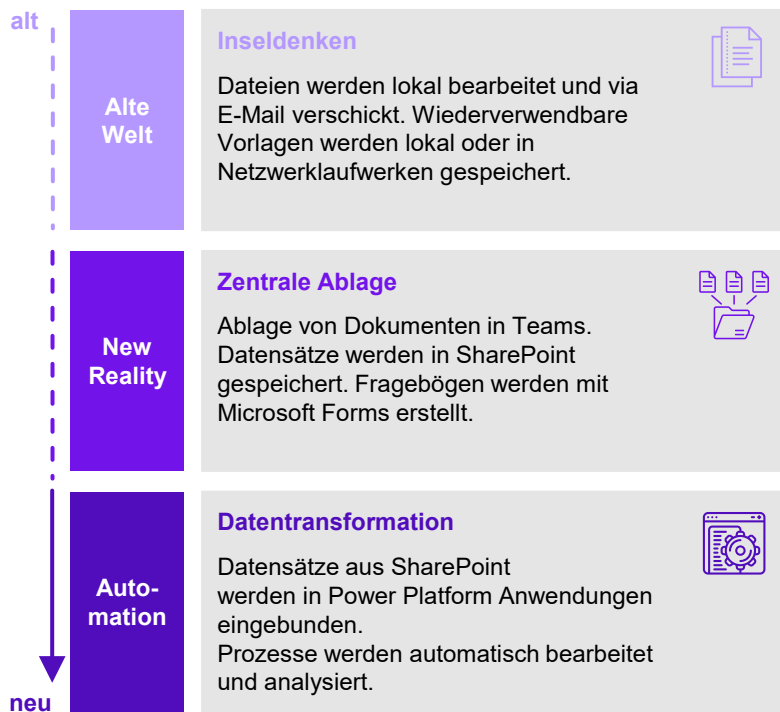 alt
Alte
Welt
Inseldenken
Dateien werden lokal bearbeitet und via
E-Mail verschickt. Wiederverwendbare
Vorlagen werden lokal oder in
Netzwerklaufwerken gespeichert.
New
Reality
Zentrale Ablage
Ablage von Dokumenten in Teams.
Datensätze werden in SharePoint
gespeichert. Fragebögen werden mit
Microsoft Forms erstellt.
Auto-
mation
Datentransformation
Datensätze aus SharePoint
werden in Power Platform Anwendungen
eingebunden.
Prozesse werden automatisch bearbeitet
und analysiert.
neu